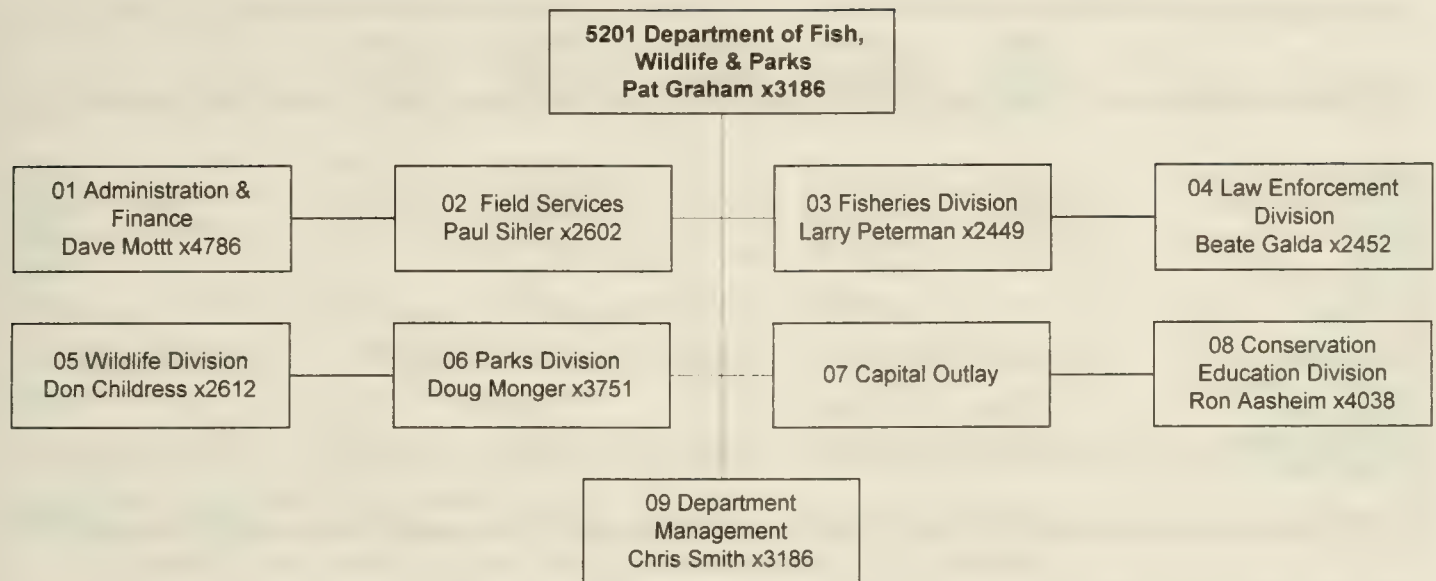 5201 Department of Fish,
Wildlife & Parks
Pat Graham x3186
01 Administration &
Finance
Dave Mottt x4786
02 Field Services
Paul Sihler x2602
03 Fisheries Division
Larry Peterman x2449
04 Law Enforcement
Division
Beate Galda x2452
05 Wildlife Division
Don Childress x2612
06 Parks Division
Doug Monger x3751
07 Capital Outlay
08 Conservation
Education Division
Ron Aasheim x4038
09 Department
Management
Chris Smith x3186